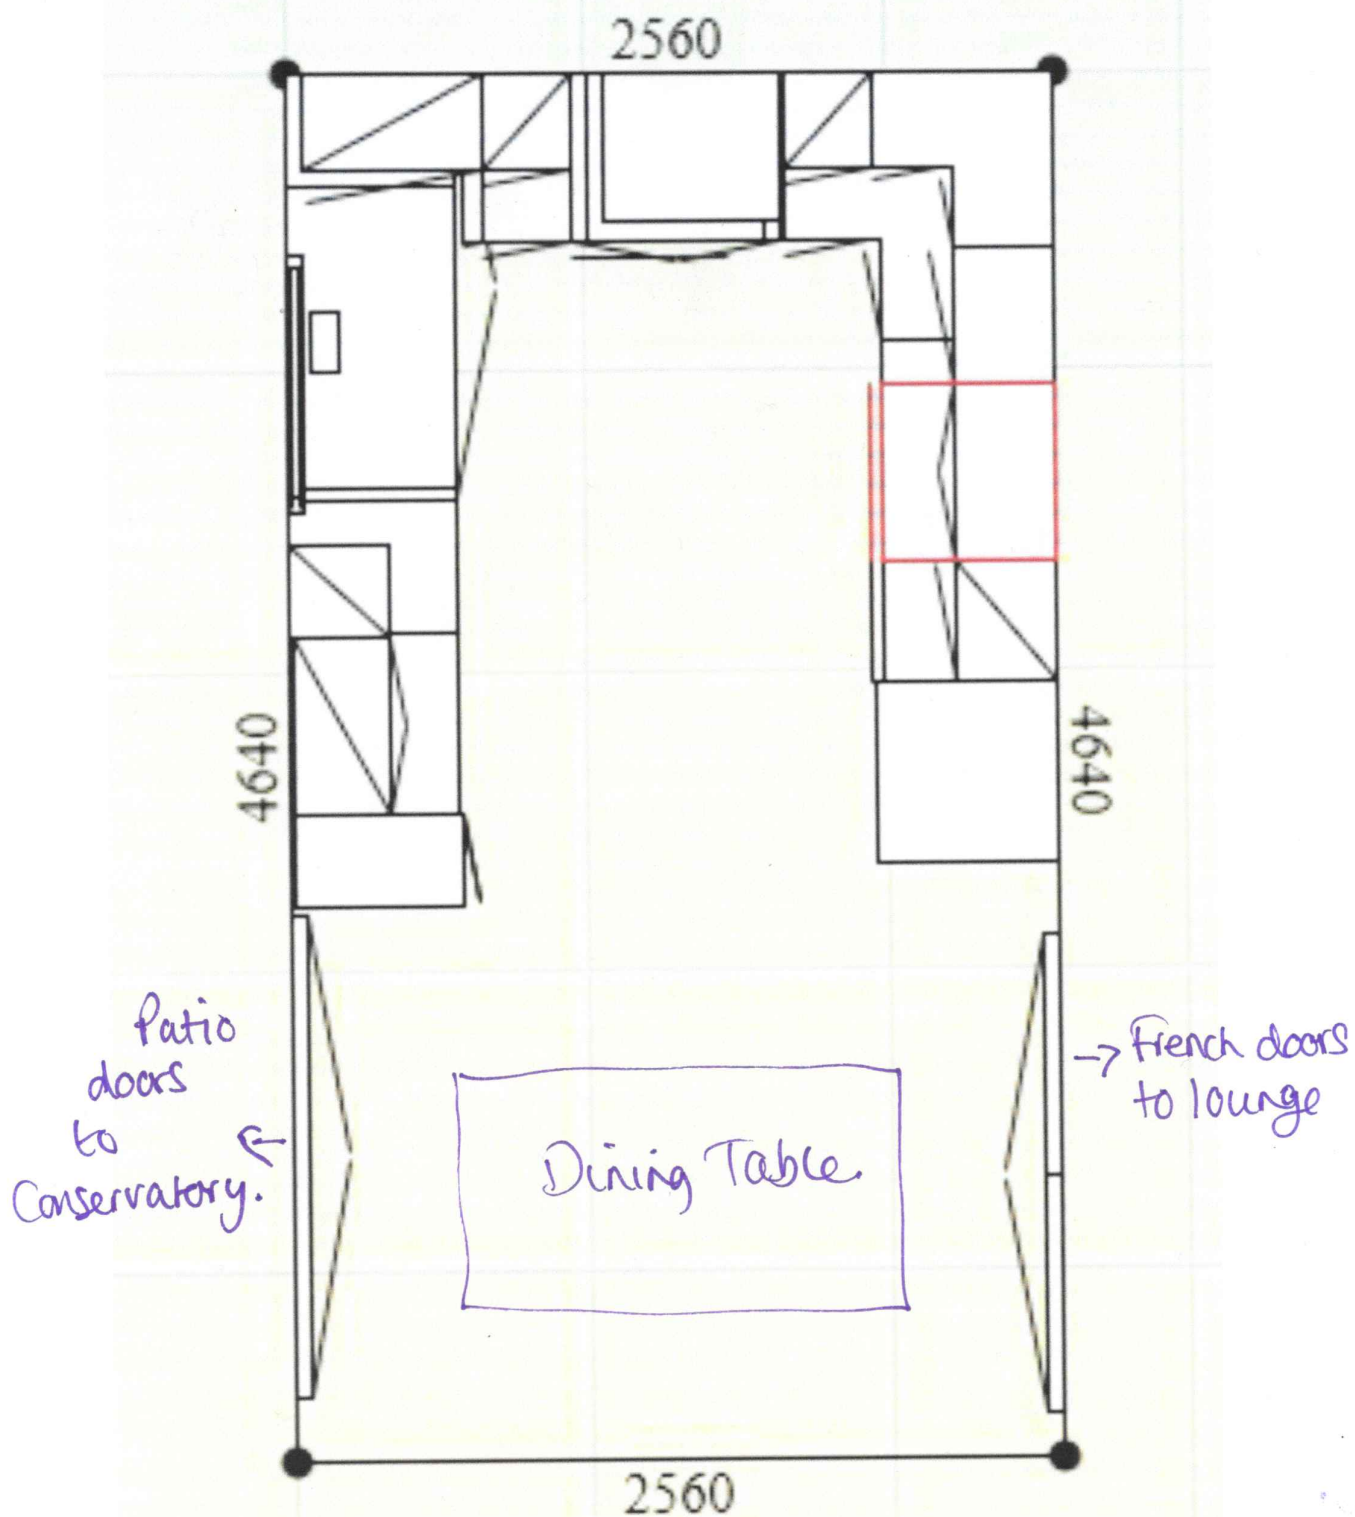 2560
4640
4640
Patio
doors
to
Conservatory.
French doors
to lounge
Dining Table
2560